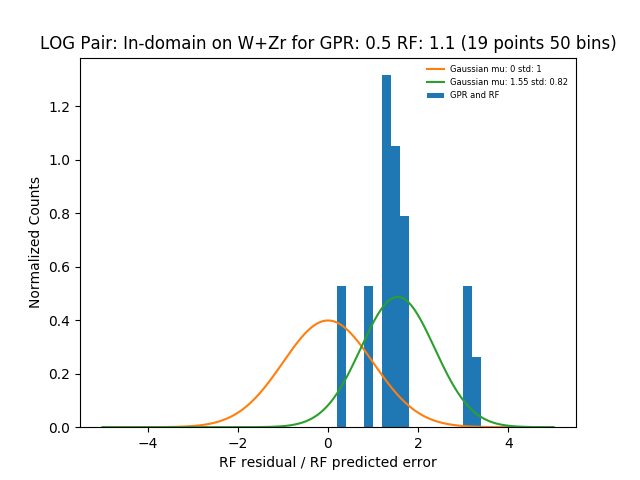 LOG Pair: In-domain on W+Zr for GPR: 0.5 RF: 1.1 (19 points 50 bins)
Gaussian mu: 0 std: 1
Gaussian mu: 1.55 std: 0.82
GPR and RF
Normalized Counts
1.2
1.0
0.8
0.6
0.4
0.2
0.0
−4 −2 0 2 4
RF residual / RF predicted error